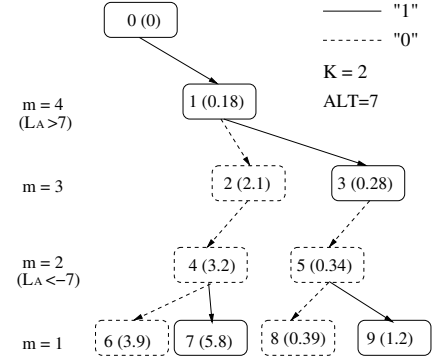 0 (0)
"1"
"0"
K = 2
ALT=7
m = 4
(LA >7)
1 (0.18)
m = 3
2 (2.1)
3 (0.28)
m = 2
(LA <-7)
4 (3.2)
5 (0.34)
m = 1
6 (3.9)
7 (5.8)
8 (0.39)
9 (1.2)